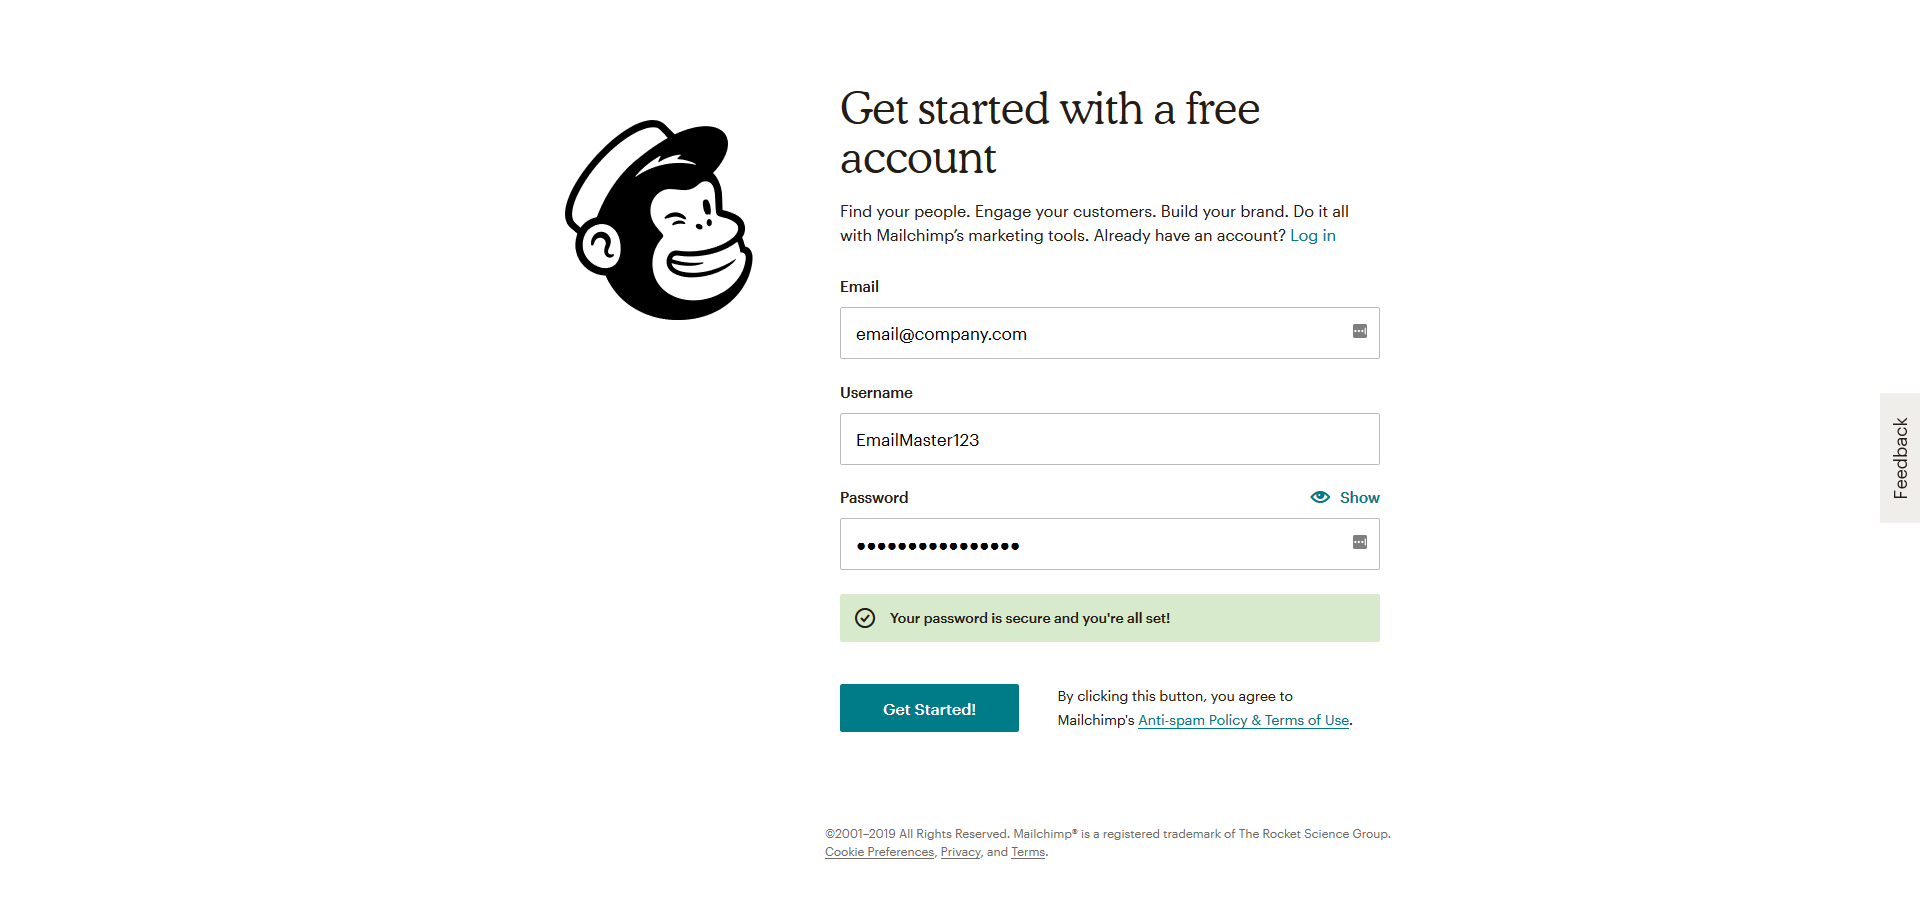 Get started with a free
account
Find your people. Engage your customers. Build your brand. Do it all
with Mailchimp’s marketing tools. Already have an account? Log in
Email
email@company.com
Username
EmailMaster123
Password
Show
●●●●●●●●●●●●●●●●
Your password is secure and you're all set!
Get Started!
By clicking this button, you agree to
Mailchimp's Anti-spam Policy & Terms of Use.
Feedback
©2001–2019 All Rights Reserved. Mailchimp® is a registered trademark of The Rocket Science Group.
Cookie Preferences, Privacy, and Terms.